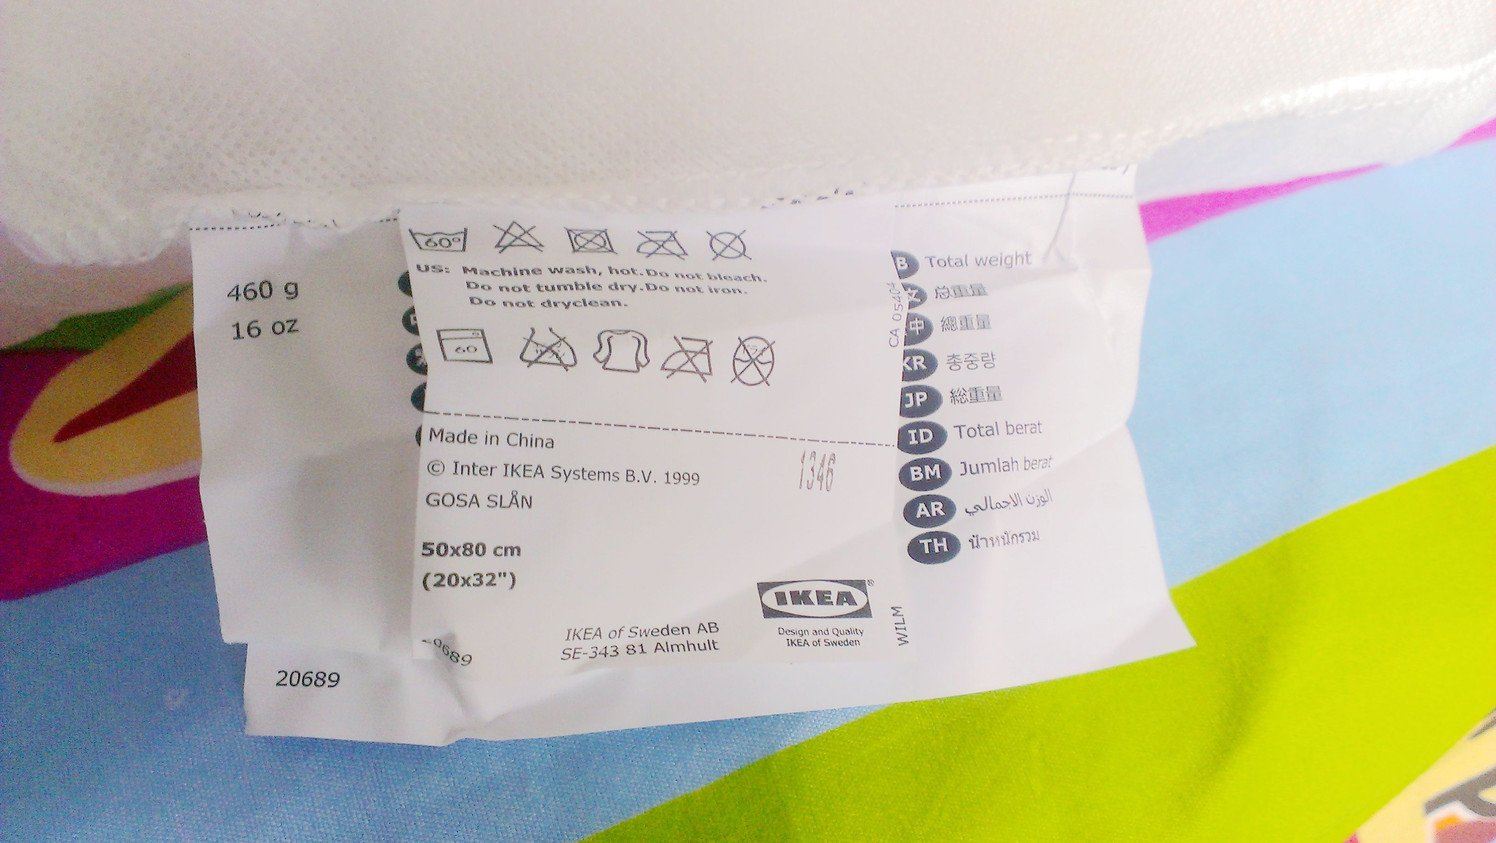 460 g
16 oz
20689
60°
US: Machine wash, hot. Do not bleach.
Do not tumble dry. Do not iron.
Do not dryclean.
60
Made in China
© Inter IKEA Systems B.V. 1999
GOSA SLÅN
1346
50x80 cm
(20x32")
IKEA of Sweden AB
SE-343 81 Almhult
IKEA®
Design and Quality
IKEA of Sweden
WILM
CA 05404
B Total weight
总重量
中 總重量
KR 총중량
JP 総重量
ID Total berat
BM Jumlah berat
AR الوزن الاجمالي
TH น้ำหนักรวม